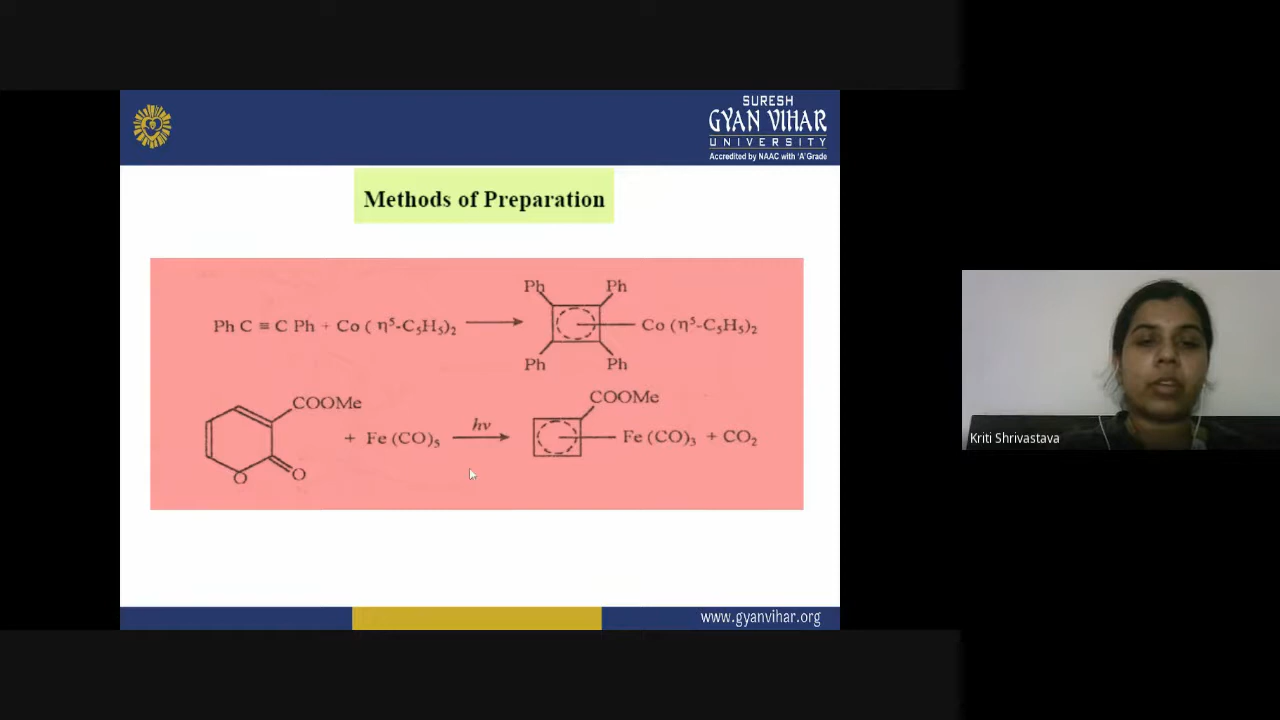 SURESH
GYAN VIHAR
UNIVERSITY
Accredited by NAAC with 'A' Grade
Methods of Preparation
Ph Ph
Ph C ≡ C Ph + Co ( η⁵-C₅H₅)₂ Co (η⁵-C₅H₅)₂
Ph Ph
COOMe COOMe
+ Fe (CO)₅ hν Fe (CO)₃ + CO₂
O O
Kriti Shrivastava
www.gyanvihar.org